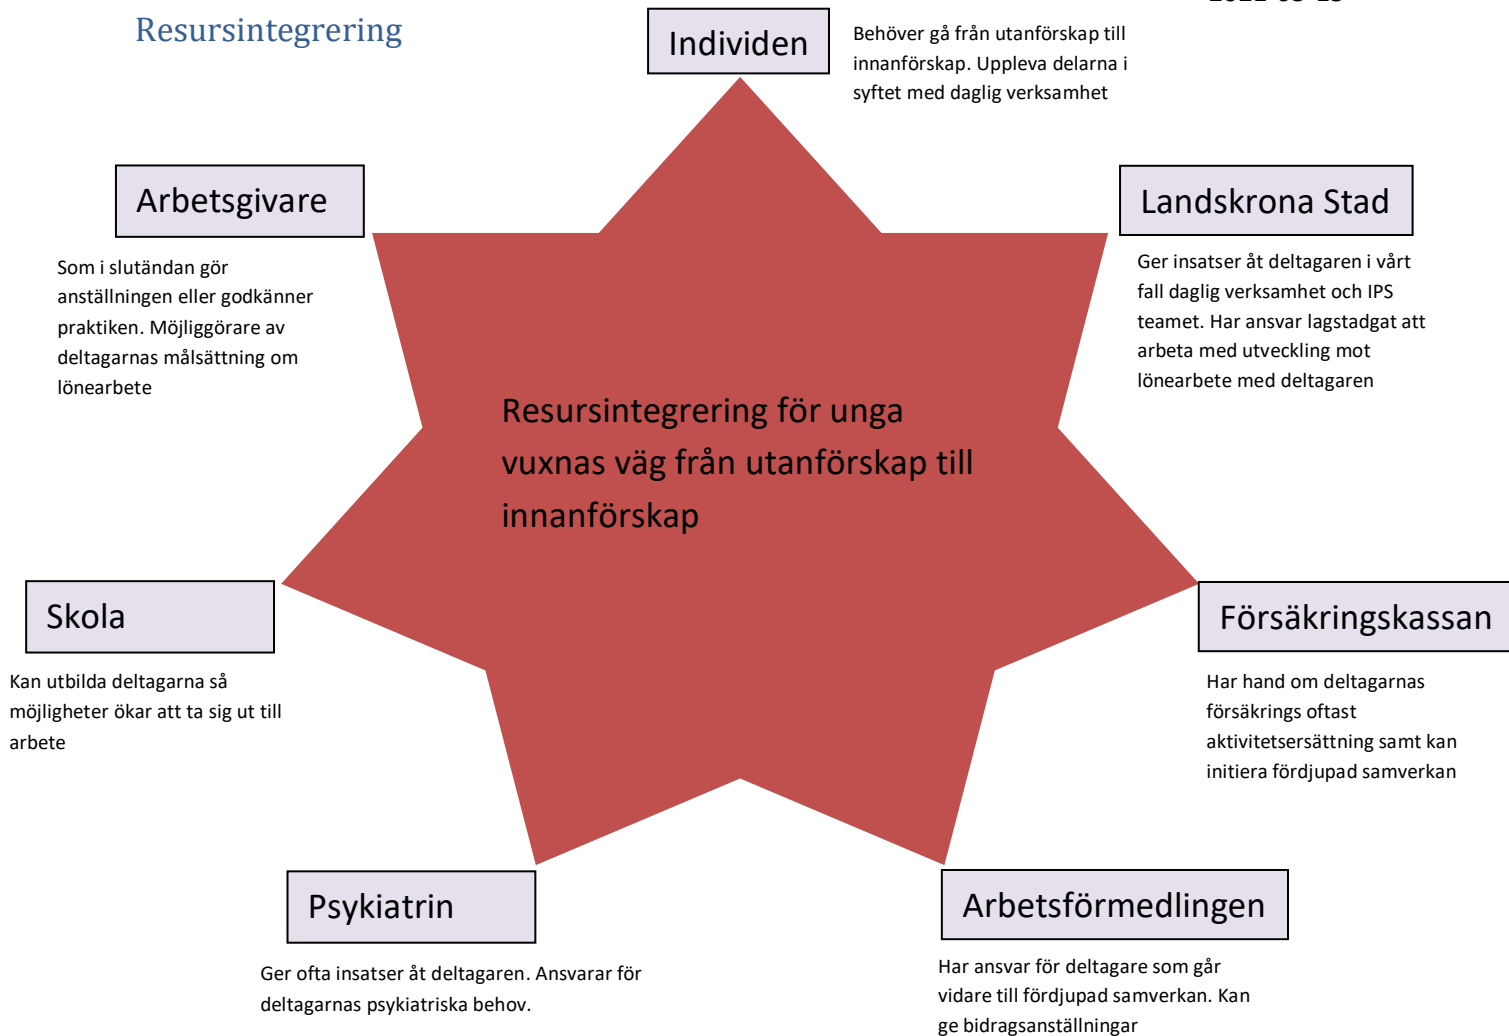 Resursintegrering
Individen
Behöver gå från utanförskap till
innanförskap. Uppleva delarna i
syftet med daglig verksamhet
Arbetsgivare
Som i slutändan gör
anställningen eller godkänner
praktiken. Möjliggörare av
deltagarnas målsättning om
lönearbete
Landskrona Stad
Ger insatser åt deltagaren i vårt
fall daglig verksamhet och IPS
teamet. Har ansvar lagstadgat att
arbeta med utveckling mot
lönearbete med deltagaren
Resursintegrering för unga
vuxnas väg från utanförskap till
innanförskap
Skola
Kan utbilda deltagarna så
möjligheter ökar att ta sig ut till
arbete
Försäkringskassan
Har hand om deltagarnas
försäkrings oftast
aktivitetsersättning samt kan
initiera fördjupad samverkan
Psykiatrin
Ger ofta insatser åt deltagaren. Ansvarar för
deltagarnas psykiatriska behov.
Arbetsförmedlingen
Har ansvar för deltagare som går
vidare till fördjupad samverkan. Kan
ge bidragsanställningar